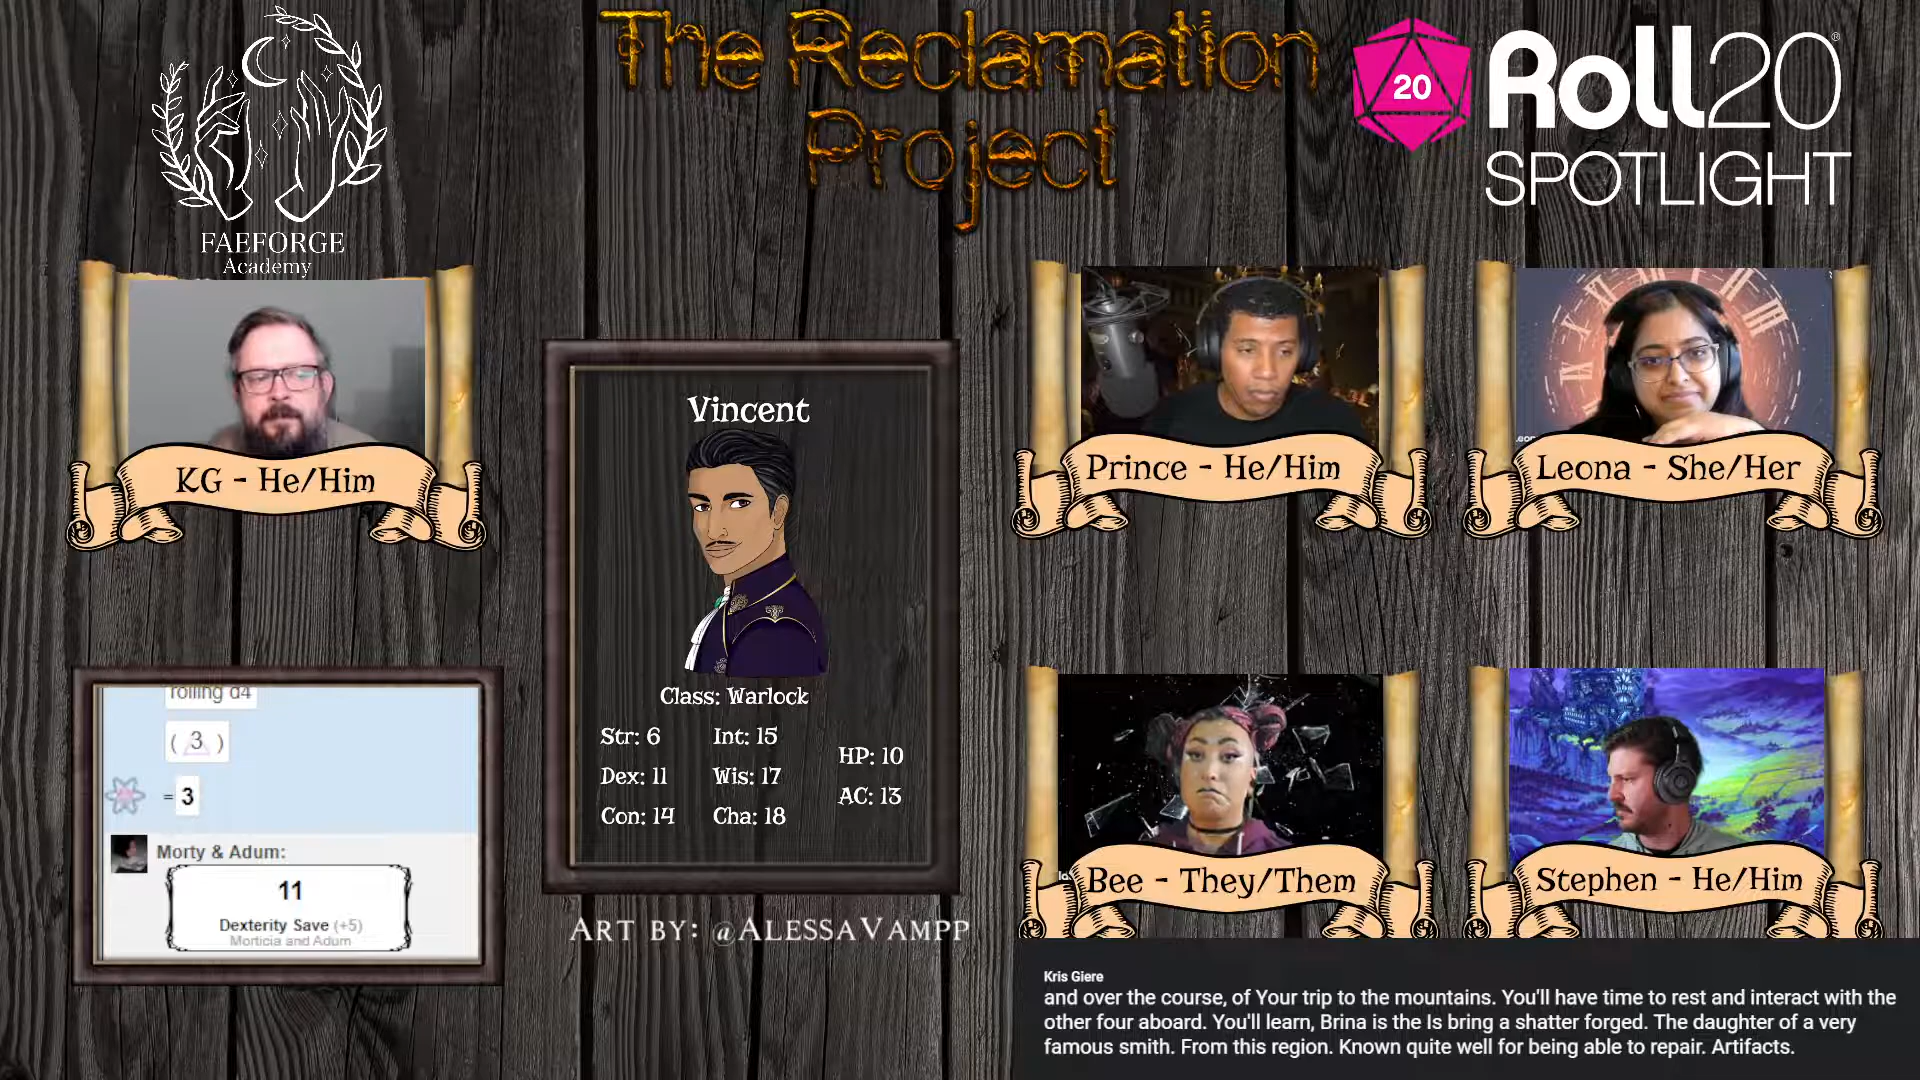 The Reclamation
Project
20
Roll20®
SPOTLIGHT
FAEFORGE
Academy
KG - He/Him
Prince - He/Him
Leona - She/Her
Vincent
Class: Warlock
Str: 6
Int: 15
HP: 10
Dex: 11
Wis: 17
AC: 13
Con: 14
Cha: 18
ART BY: @ALESSAVAMPP
rolling d4
( 3 )
= 3
Morty & Adum:
11
Dexterity Save (+5)
Morticia and Adum
Bee - They/Them
Stephen - He/Him
Kris Giere
and over the course, of Your trip to the mountains. You'll have time to rest and interact with the
other four aboard. You'll learn, Brina is the Is bring a shatter forged. The daughter of a very
famous smith. From this region. Known quite well for being able to repair. Artifacts.